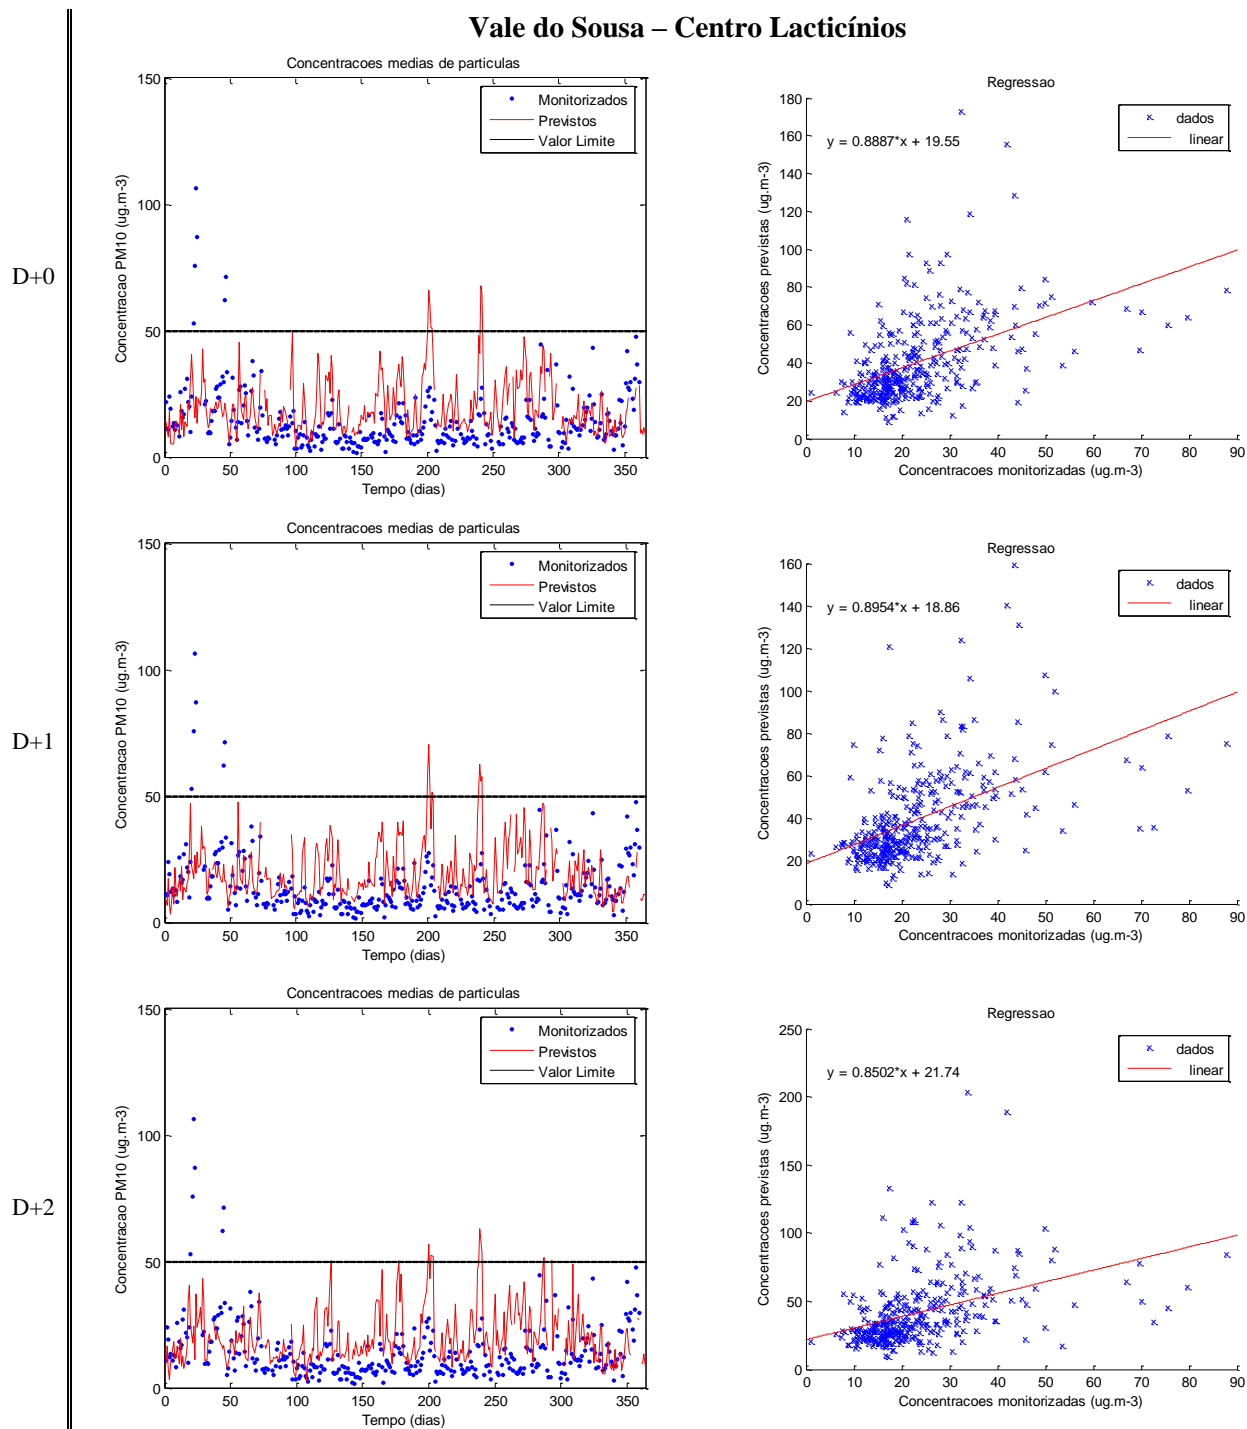 Vale do Sousa – Centro Lacticínios
D+0
Concentracoes medias de particulas
Concentracao PM10 (ug.m-3)
150
100
50
0
0 50 100 150 200 250 300 350
Tempo (dias)
Monitorizados
Previstos
Valor Limite
Regressao
Concentracoes previstas (ug.m-3)
180
160
140
120
100
80
60
40
20
0
0 10 20 30 40 50 60 70 80 90
Concentracoes monitorizadas (ug.m-3)
y = 0.8887*x + 19.55
dados
linear
D+1
Concentracoes medias de particulas
Concentracao PM10 (ug.m-3)
150
100
50
0
0 50 100 150 200 250 300 350
Tempo (dias)
Monitorizados
Previstos
Valor Limite
Regressao
Concentracoes previstas (ug.m-3)
160
140
120
100
80
60
40
20
0
0 10 20 30 40 50 60 70 80 90
Concentracoes monitorizadas (ug.m-3)
y = 0.8954*x + 18.86
dados
linear
D+2
Concentracoes medias de particulas
Concentracao PM10 (ug.m-3)
150
100
50
0
0 50 100 150 200 250 300 350
Tempo (dias)
Monitorizados
Previstos
Valor Limite
Regressao
Concentracoes previstas (ug.m-3)
250
200
150
100
50
0
0 10 20 30 40 50 60 70 80 90
Concentracoes monitorizadas (ug.m-3)
y = 0.8502*x + 21.74
dados
linear